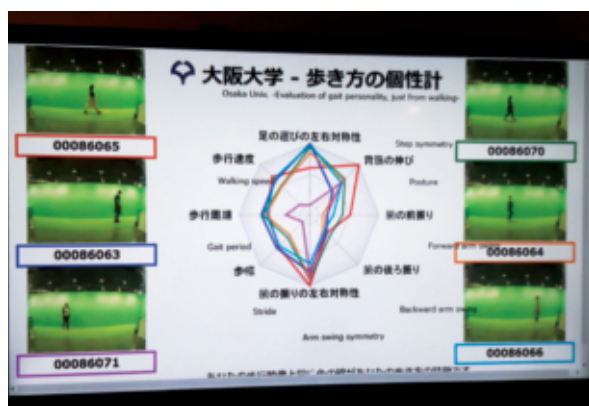 大阪大学 - 歩き方の個性計
Osaka Univ. -Evaluation of gait personality, just from walking-
00086065
00086063
00086071
足の運びの左右対称性
Step symmetry
歩行速度
Walking speed
背筋の伸び
Posture
歩行周期
Gait period
腕の前振り
Forward arm
歩幅
Stride
腕の後ろ振り
Backward arm swing
腕の振りの左右対称性
Arm swing symmetry
00086070
00086064
00086066